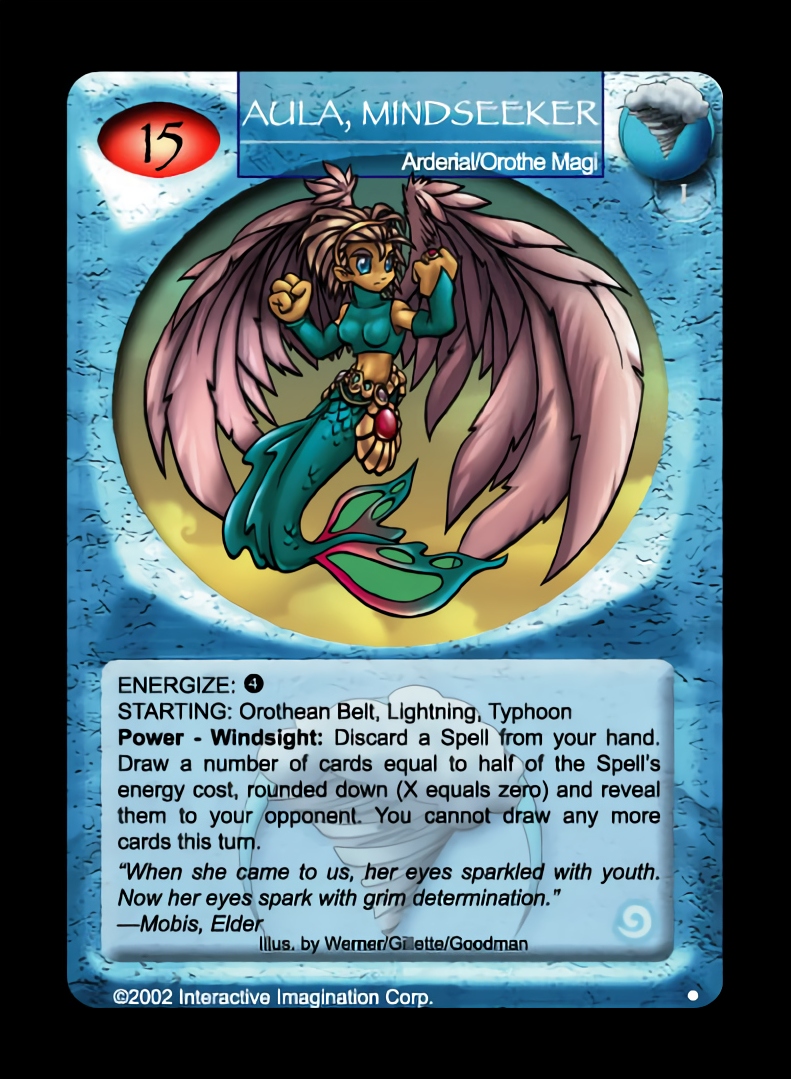 15
AULA, MINDSEEKER
Arderial/Orothe Magi
1
ENERGIZE: 4
STARTING: Orothean Belt, Lightning, Typhoon
Power - Windsight: Discard a Spell from your hand.
Draw a number of cards equal to half of the Spell's
energy cost, rounded down (X equals zero) and reveal
them to your opponent. You cannot draw any more
cards this turn.
"When she came to us, her eyes sparkled with youth.
Now her eyes spark with grim determination."
—Mobis, Elder
Illus. by Werner/Gillette/Goodman
©2002 Interactive Imagination Corp.